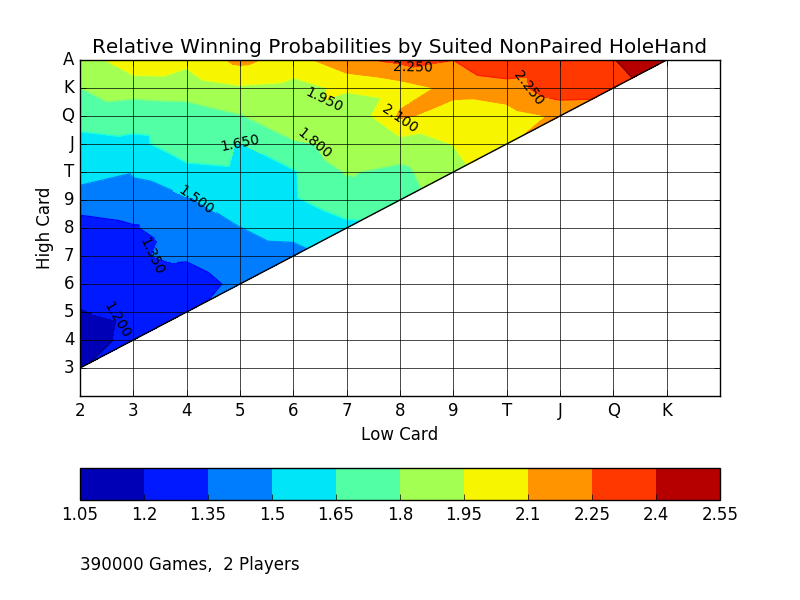 Relative Winning Probabilities by Suited NonPaired HoleHand
A
K
Q
J
T
9
8
7
6
5
4
3
High Card
2.250
2.250
1.950
2.100
1.800
1.650
1.500
1.350
1.200
2 3 4 5 6 7 8 9 T J Q K
Low Card
1.05 1.2 1.35 1.5 1.65 1.8 1.95 2.1 2.25 2.4 2.55
390000 Games,  2 Players